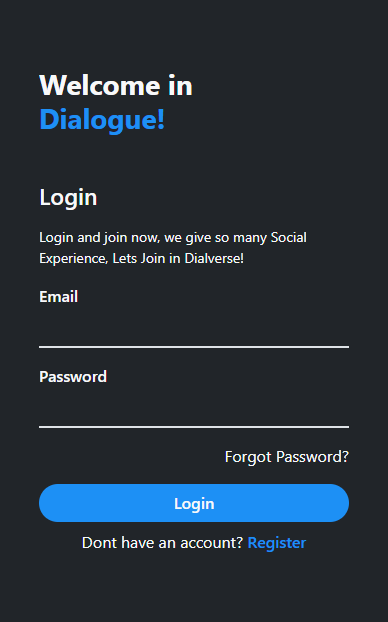 Welcome in
Dialogue!
Login
Login and join now, we give so many Social
Experience, Lets Join in Dialverse!
Email
Password
Forgot Password?
Login
Dont have an account? Register